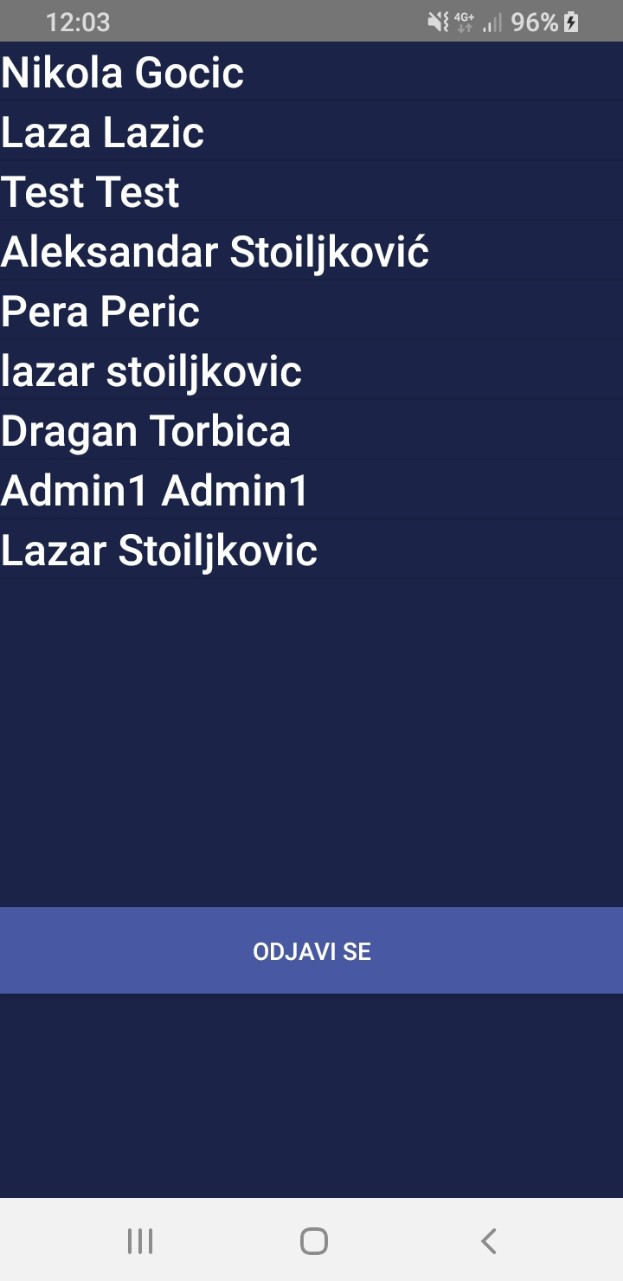 12:03 4G+ 96%
Nikola Gocic
Laza Lazic
Test Test
Aleksandar Stoiljković
Pera Peric
lazar stoiljkovic
Dragan Torbica
Admin1 Admin1
Lazar Stoiljkovic
ODJAVI SE